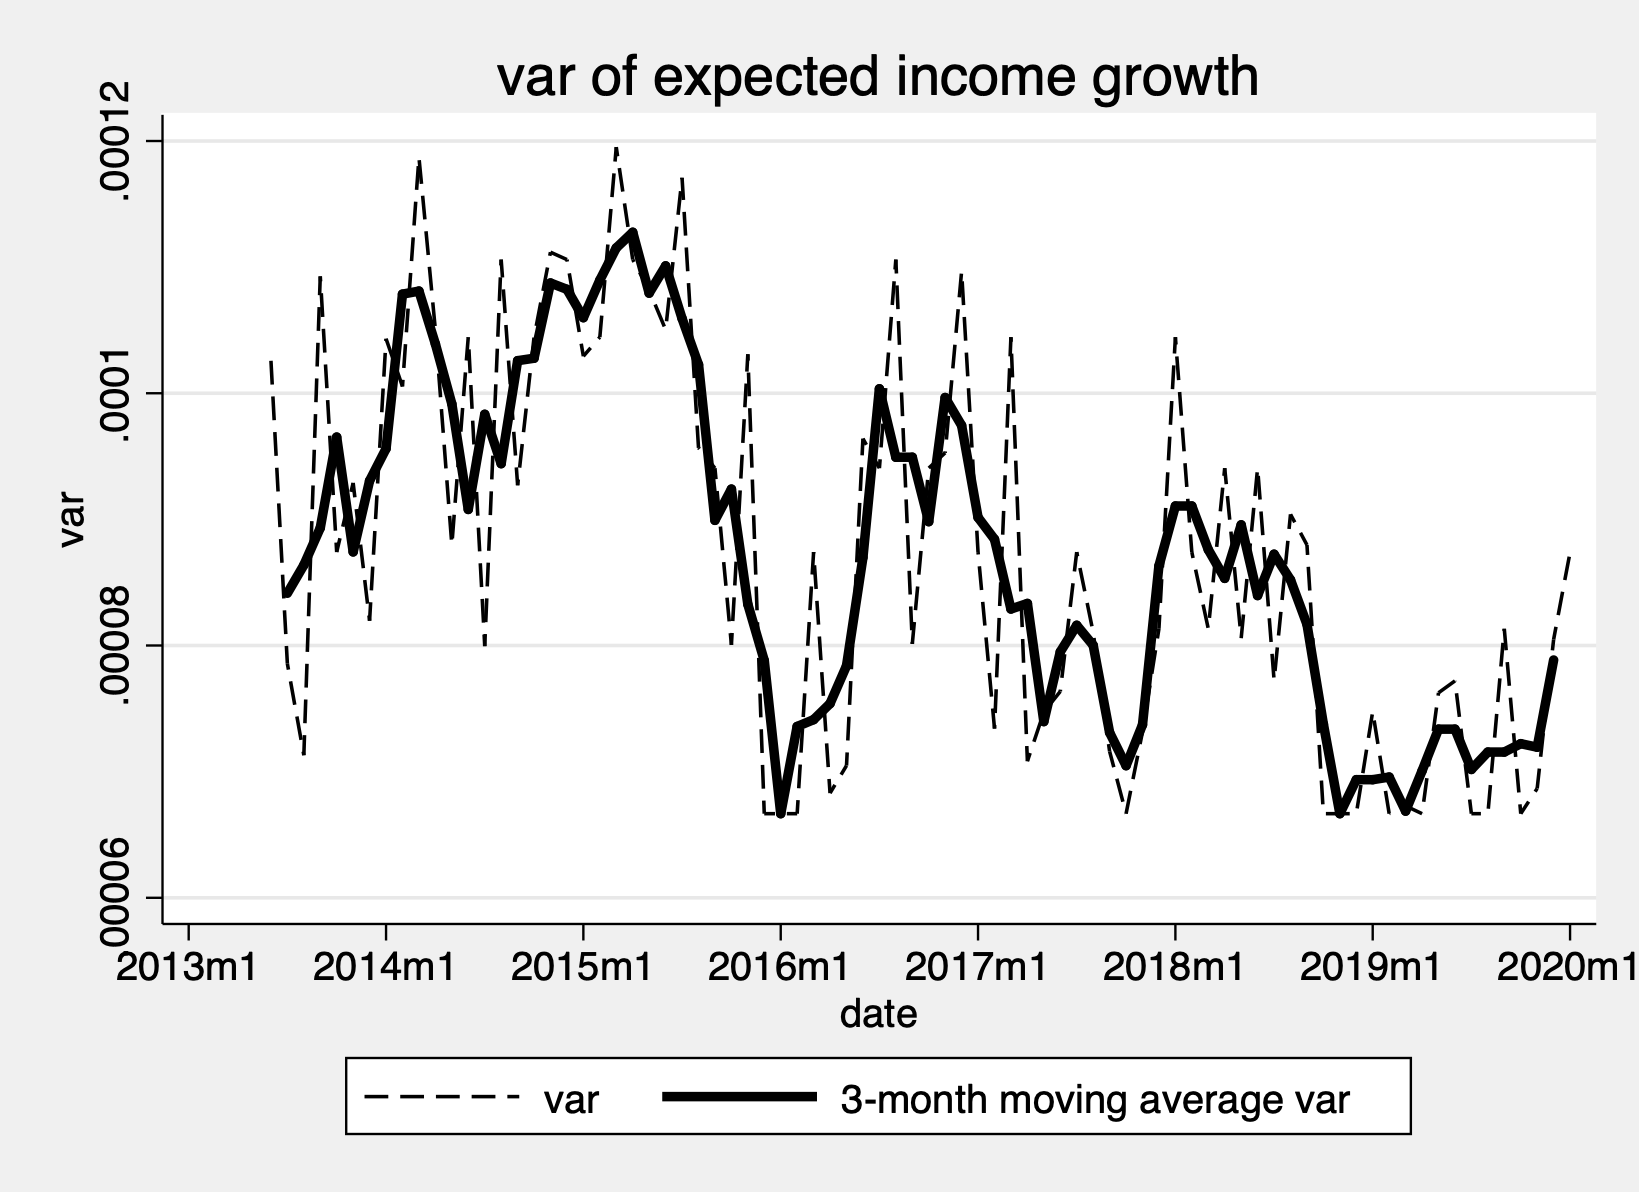 var of expected income growth
.00012
.0001
.00008
.00006
var
2013m1 2014m1 2015m1 2016m1 2017m1 2018m1 2019m1 2020m1
date
var 3-month moving average var